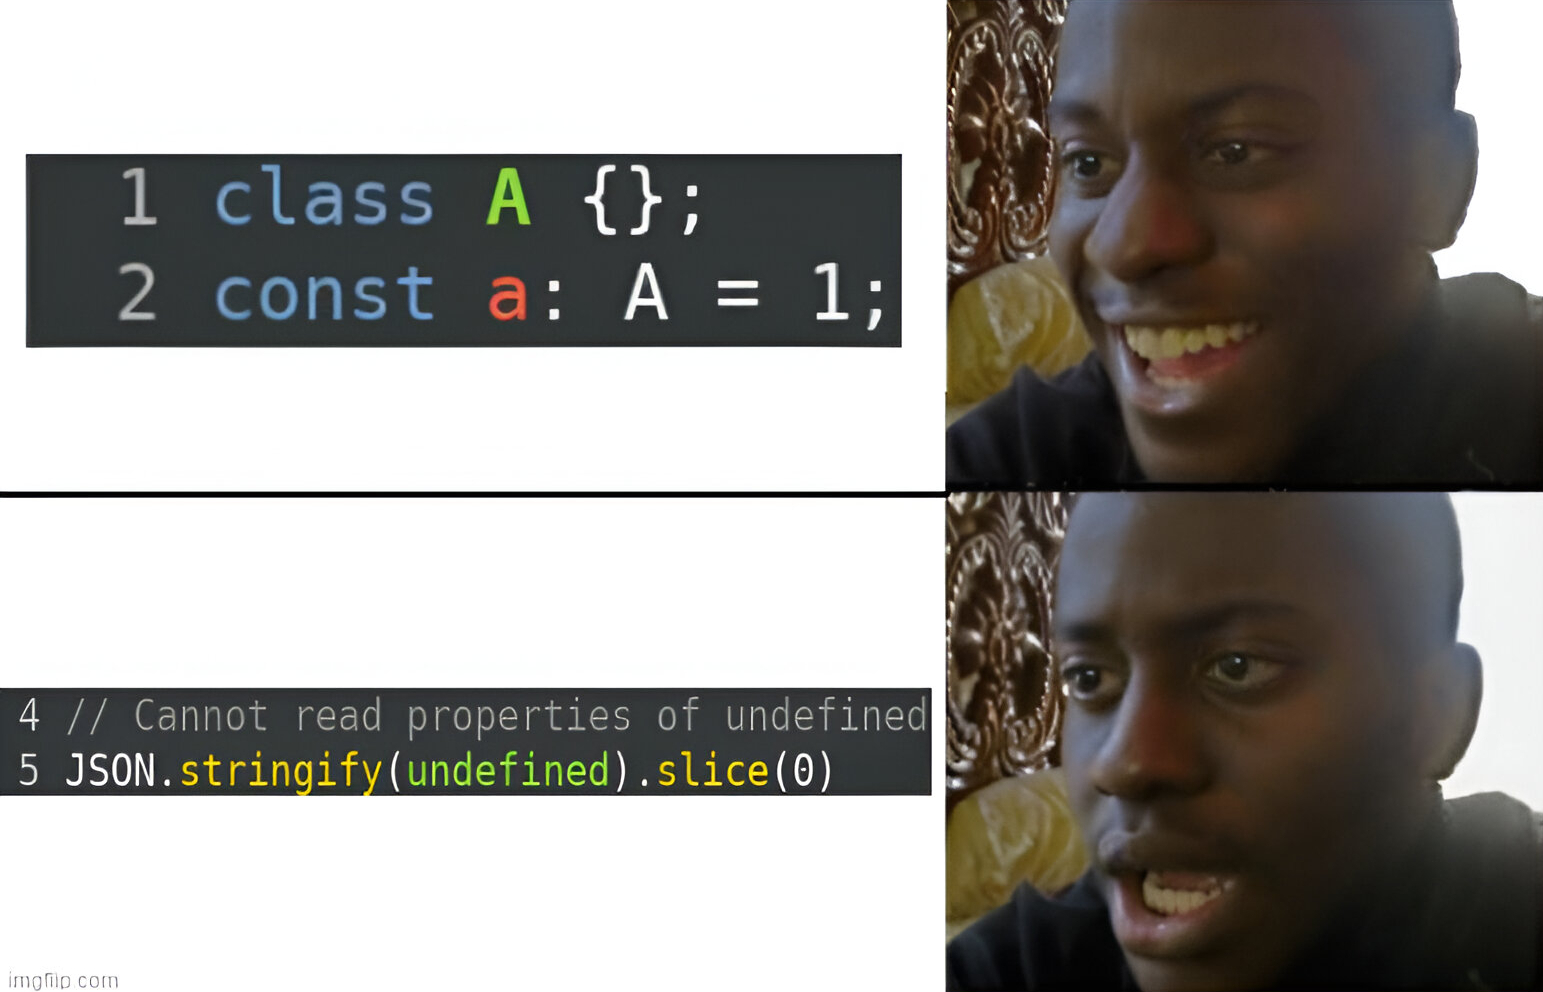 1 class A {};
2 const a: A = 1;
4 // Cannot read properties of undefined
5 JSON.stringify(undefined).slice(0)
imgflip.com